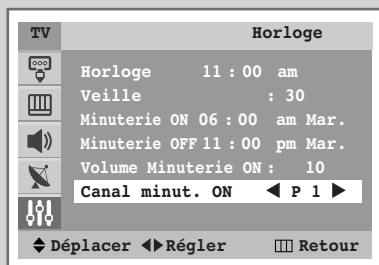 TV Horloge
Horloge 11 : 00 am
Veille : 30
Minuterie ON 06 : 00 am Mar.
Minuterie OFF 11 : 00 pm Mar.
Volume Minuterie ON : 10
Canal minut. ON ◀ P 1 ▶
Déplacer Régler Retour